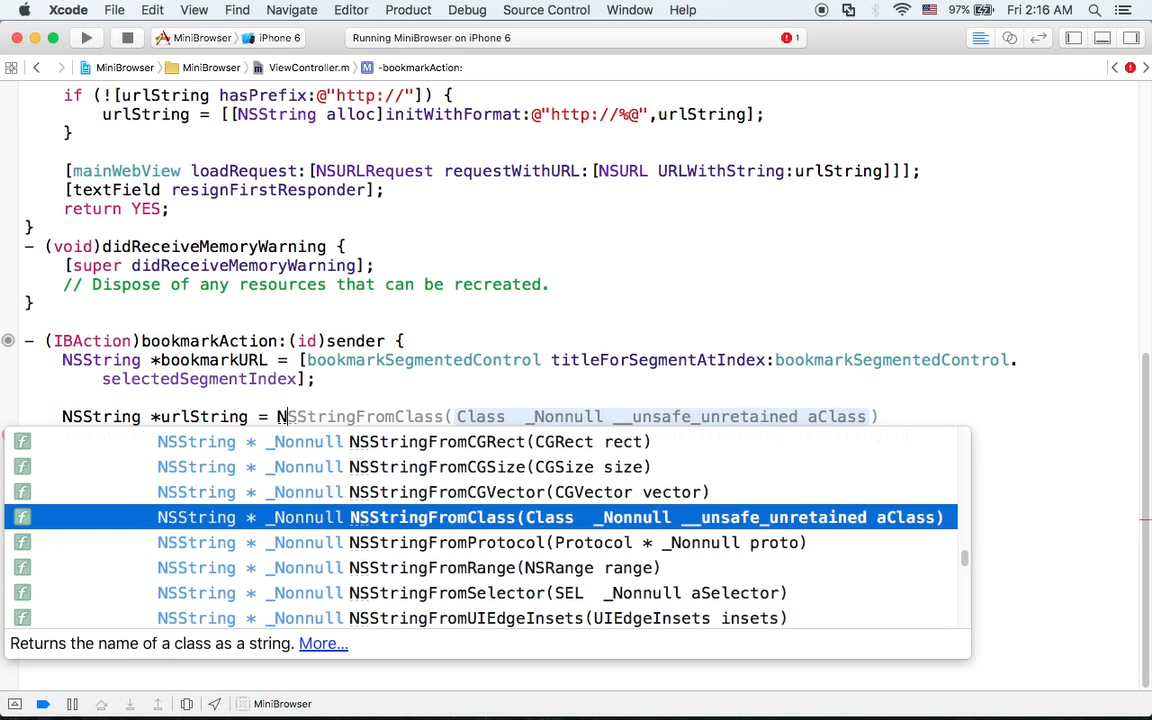 Xcode File Edit View Find Navigate Editor Product Debug Source Control Window Help 97% Fri 2:16 AM
MiniBrowser iPhone 6 Running MiniBrowser on iPhone 6 1
MiniBrowser MiniBrowser ViewController.m M -bookmarkAction:
if (![urlString hasPrefix:@"http://"]) {
urlString = [[NSString alloc]initWithFormat:@"http://%@",urlString];
}
[mainWebView loadRequest:[NSURLRequest requestWithURL:[NSURL URLWithString:urlString]]];
[textField resignFirstResponder];
return YES;
}
- (void)didReceiveMemoryWarning {
[super didReceiveMemoryWarning];
// Dispose of any resources that can be recreated.
}
- (IBAction)bookmarkAction:(id)sender {
NSString *bookmarkURL = [bookmarkSegmentedControl titleForSegmentAtIndex:bookmarkSegmentedControl.
selectedSegmentIndex];
NSString *urlString = NSStringFromClass(Class _Nonnull __unsafe_unretained aClass)
f NSString * _Nonnull NSStringFromCGRect(CGRect rect)
f NSString * _Nonnull NSStringFromCGSize(CGSize size)
f NSString * _Nonnull NSStringFromCGVector(CGVector vector)
f NSString * _Nonnull NSStringFromClass(Class _Nonnull __unsafe_unretained aClass)
f NSString * _Nonnull NSStringFromProtocol(Protocol * _Nonnull proto)
f NSString * _Nonnull NSStringFromRange(NSRange range)
f NSString * _Nonnull NSStringFromSelector(SEL _Nonnull aSelector)
f NSString * _Nonnull NSStringFromUIEdgeInsets(UIEdgeInsets insets)
Returns the name of a class as a string. More...
MiniBrowser